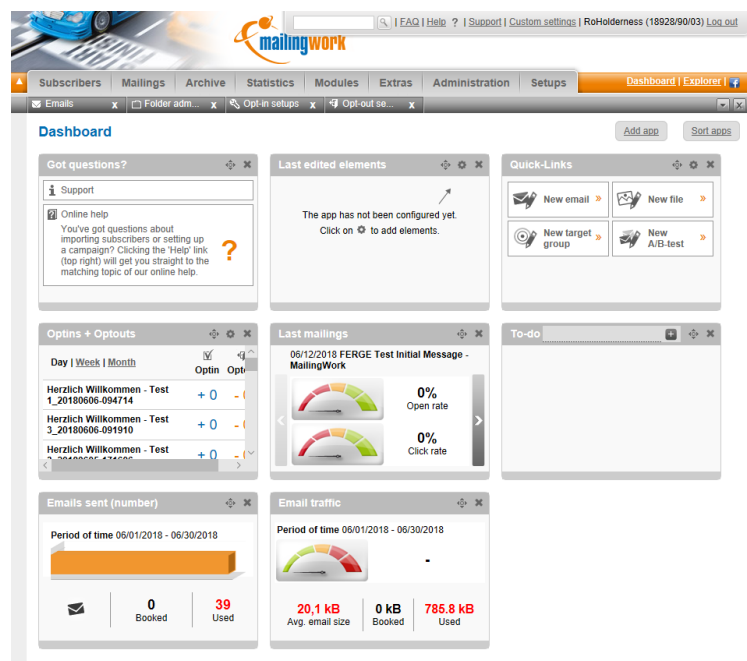 | FAQ | Help ? | Support | Custom settings | RoHolderness (18928/90/03) Log out
mailingwork
Subscribers Mailings Archive Statistics Modules Extras Administration Setups Dashboard | Explorer |
Emails x Folder adm... x Opt-in setups x Opt-out se... x
Dashboard
Add app Sort apps
Got questions?
Support
Online help
You've got questions about
importing subscribers or setting up
a campaign? Clicking the 'Help' link
(top right) will get you straight to the
matching topic of our online help.
?
Last edited elements
The app has not been configured yet.
Click on to add elements.
Quick-Links
New email » New file »
New target
group »
New
A/B-test »
Optins + Optouts
Day | Week | Month
Optin Opt
Herzlich Willkommen - Test
1_20180606-094714 + 0 - 0
Herzlich Willkommen - Test
3_20180606-091910 + 0 - 0
Herzlich Willkommen - Test
+ 0 - 0
Last mailings
06/12/2018 FERGE Test Initial Message -
MailingWork
0%
Open rate
0%
Click rate
To-do
Emails sent (number)
Period of time 06/01/2018 - 06/30/2018
0
Booked
39
Used
Email traffic
Period of time 06/01/2018 - 06/30/2018
-
20,1 kB
Avg. email size
0 kB
Booked
785.8 kB
Used